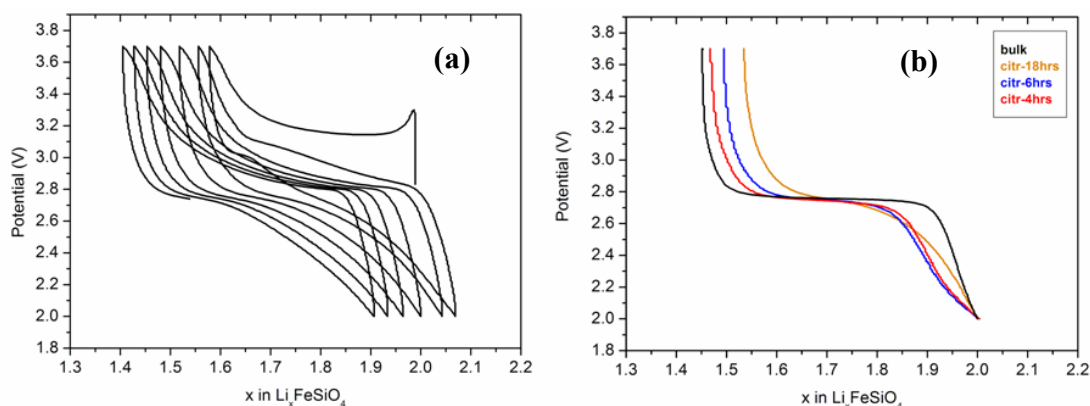 3.8
3.6
3.4
3.2
3.0
2.8
2.6
2.4
2.2
2.0
1.8
Potential (V)
(a)
1.3 1.4 1.5 1.6 1.7 1.8 1.9 2.0 2.1 2.2
x in LiₓFeSiO₄
3.8
3.6
3.4
3.2
3.0
2.8
2.6
2.4
2.2
2.0
1.8
Potential (V)
(b)
bulk
citr-18hrs
citr-6hrs
citr-4hrs
1.3 1.4 1.5 1.6 1.7 1.8 1.9 2.0 2.1 2.2
x in Li FeSiO